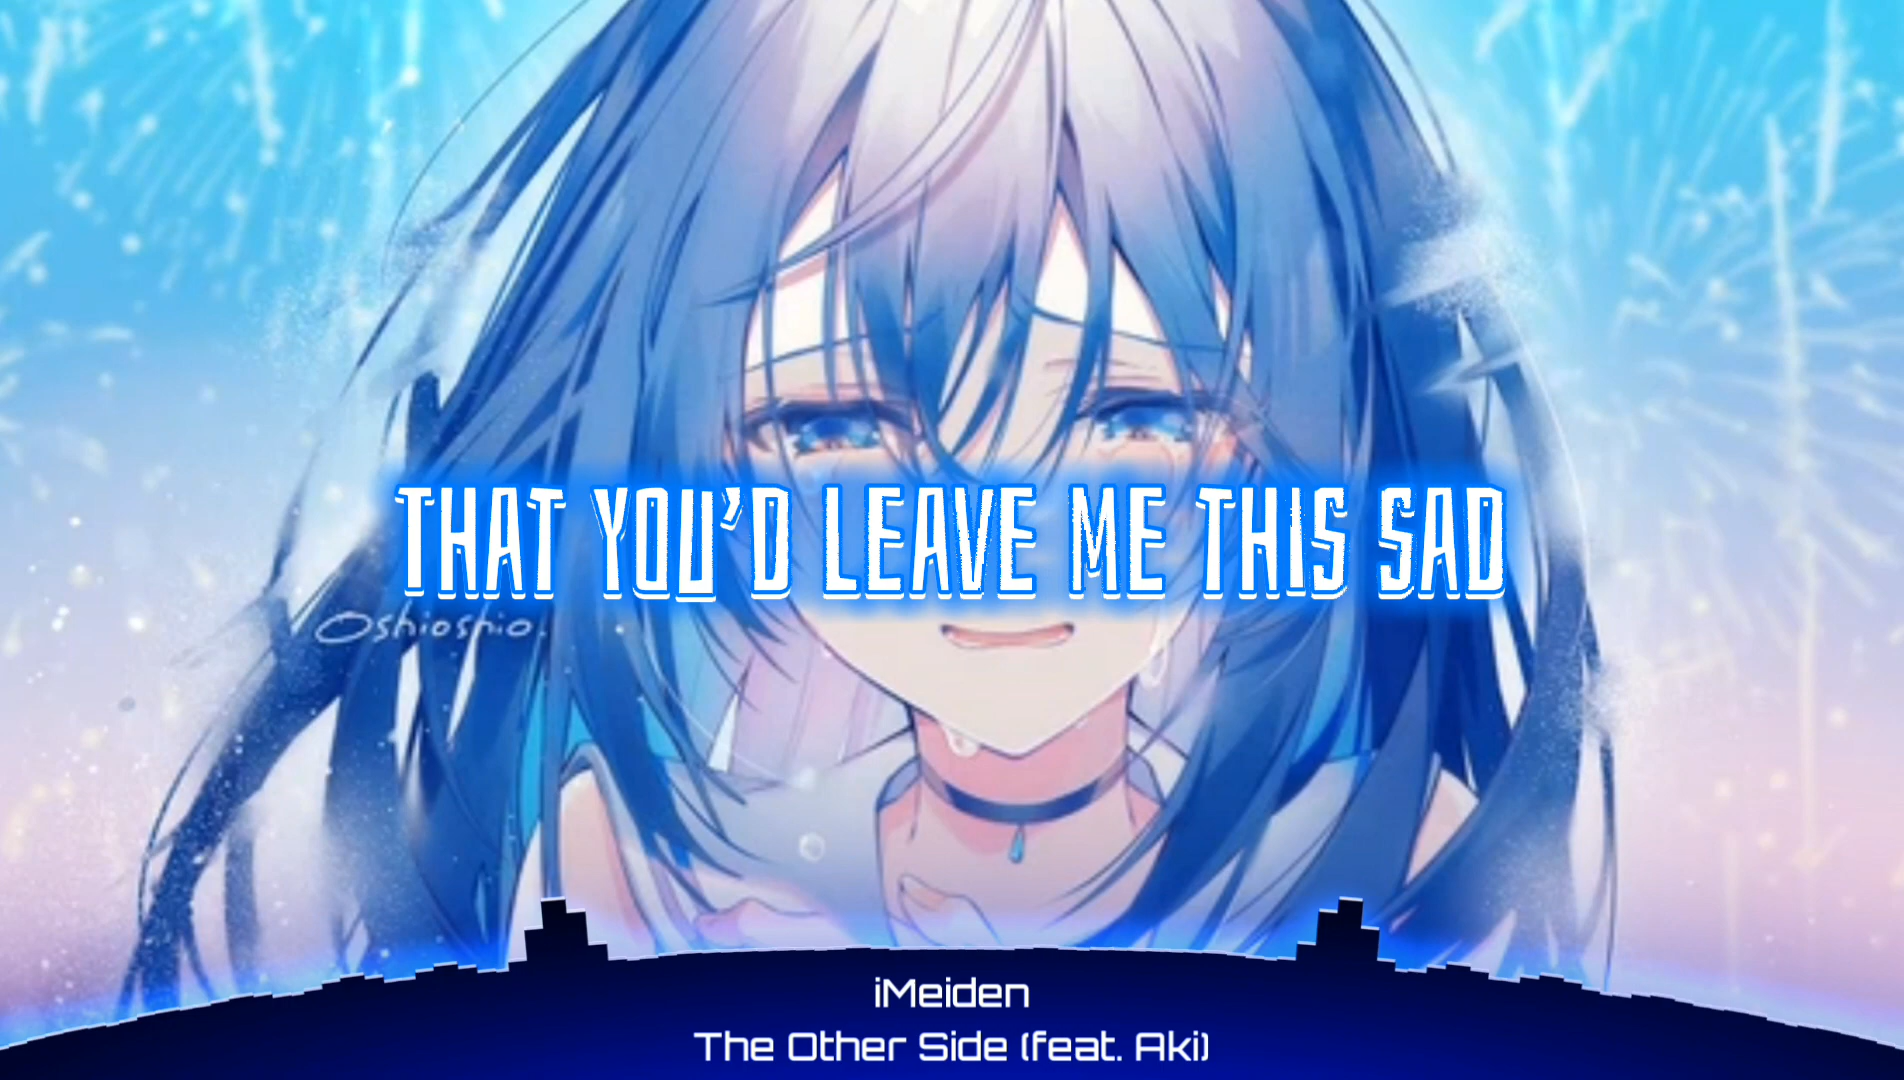 THAT YOU'D LEAVE ME THIS SAD
Oshioshio.
iMeiden
The Other Side (feat. Aki)